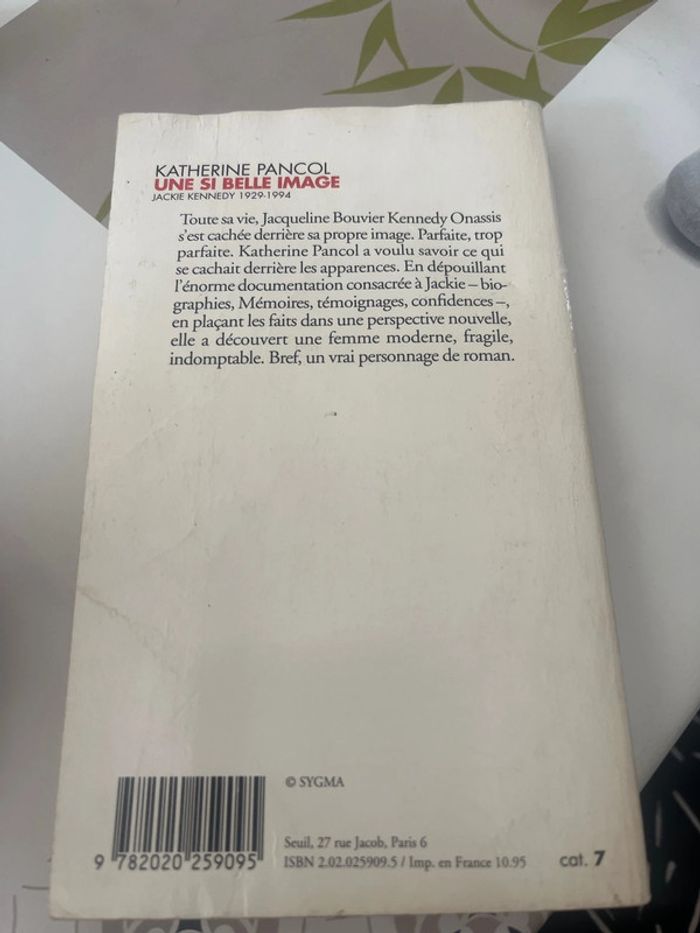 KATHERINE PANCOL
UNE SI BELLE IMAGE
JACKIE KENNEDY 1929-1994
Toute sa vie, Jacqueline Bouvier Kennedy Onassis
s'est cachée derrière sa propre image. Parfaite, trop
parfaite. Katherine Pancol a voulu savoir ce qui
se cachait derrière les apparences. En dépouillant
l'énorme documentation consacrée à Jackie – bio-
graphies, Mémoires, témoignages, confidences –,
en plaçant les faits dans une perspective nouvelle,
elle a découvert une femme moderne, fragile,
indomptable. Bref, un vrai personnage de roman.
© SYGMA
Seuil, 27 rue Jacob, Paris 6
ISBN 2.02.025909.5 / Imp. en France 10.95
cat. 7
9 782020 259095